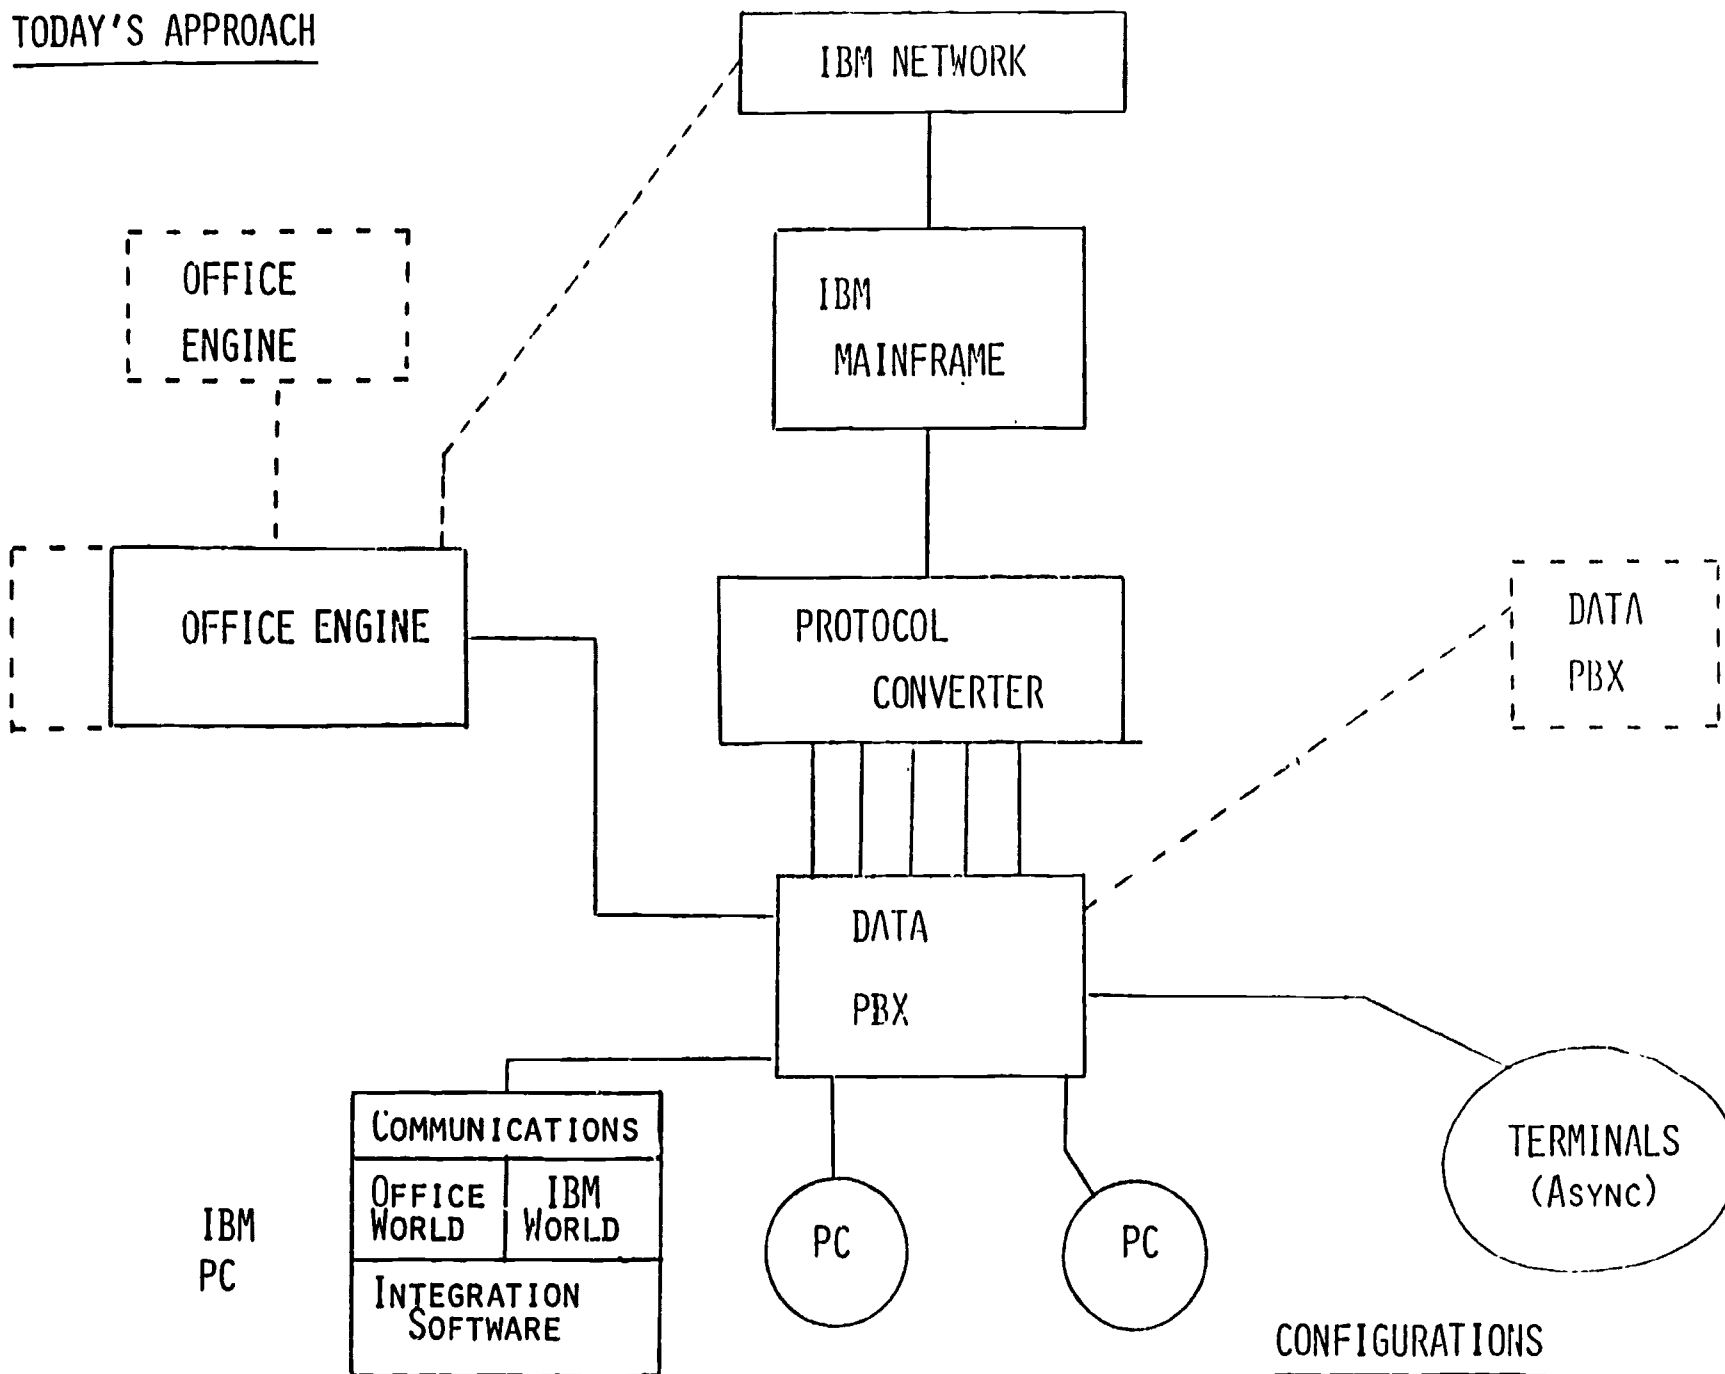 TODAY'S APPROACH
IBM NETWORK
OFFICE
ENGINE
IBM
MAINFRAME
OFFICE ENGINE
PROTOCOL
CONVERTER
DATA
PBX
DATA
PBX
COMMUNICATIONS
OFFICE
WORLD
IBM
WORLD
INTEGRATION
SOFTWARE
IBM
PC
PC
PC
TERMINALS
(ASYNC)
CONFIGURATIONS